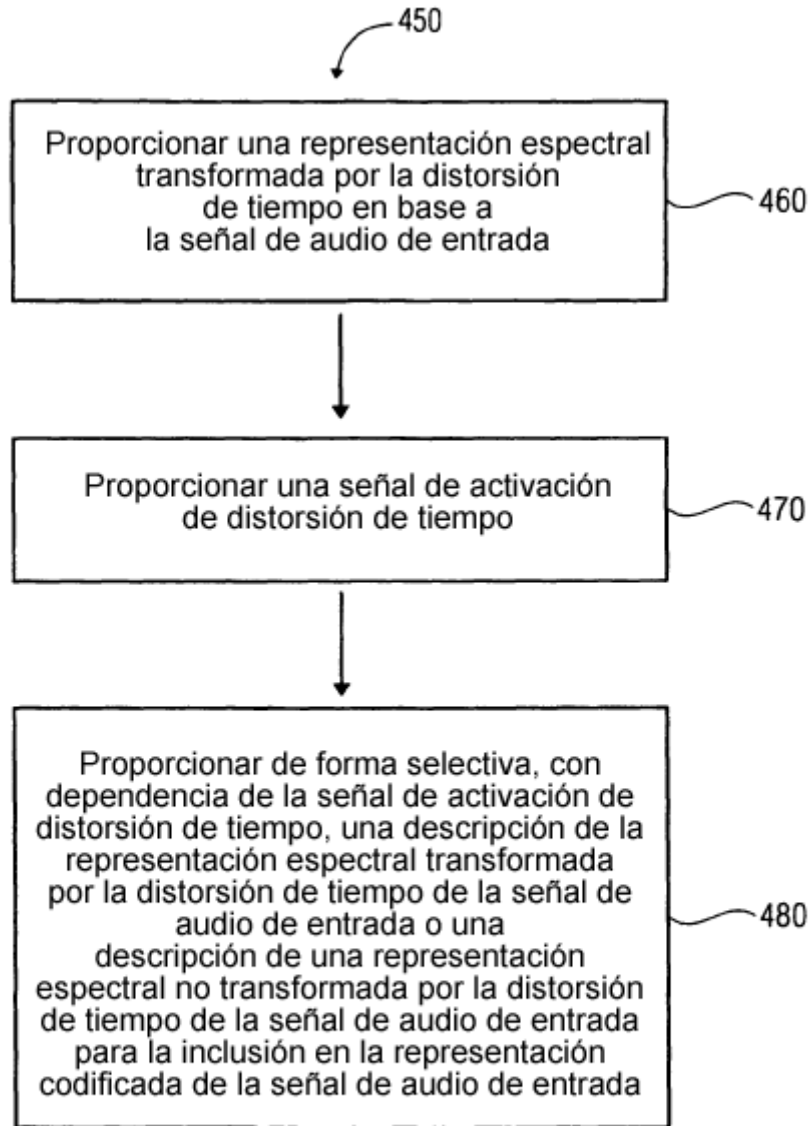 450
Proporcionar una representación espectral
transformada por la distorsión
de tiempo en base a
la señal de audio de entrada
460
Proporcionar una señal de activación
de distorsión de tiempo
470
Proporcionar de forma selectiva, con
dependencia de la señal de activación de
distorsión de tiempo, una descripción de la
representación espectral transformada
por la distorsión de tiempo de la señal de
audio de entrada o una
descripción de una representación
espectral no transformada por la distorsión
de tiempo de la señal de audio de entrada
para la inclusión en la representación
codificada de la señal de audio de entrada
480